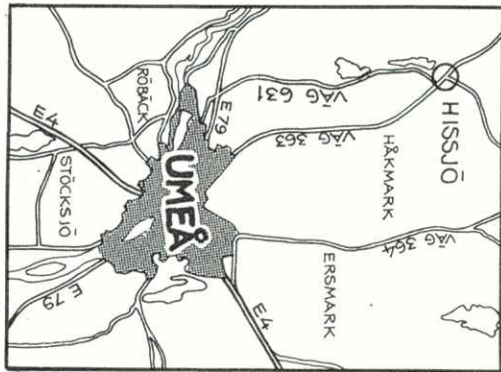 HISSJÖ
VÄG 364
HÅKMARK
VÄG 631
VÄG 363
ERSMARK
E4
E79
UMEÅ
RÖBÄCK
E4
STÖCKSJÖ
E 79